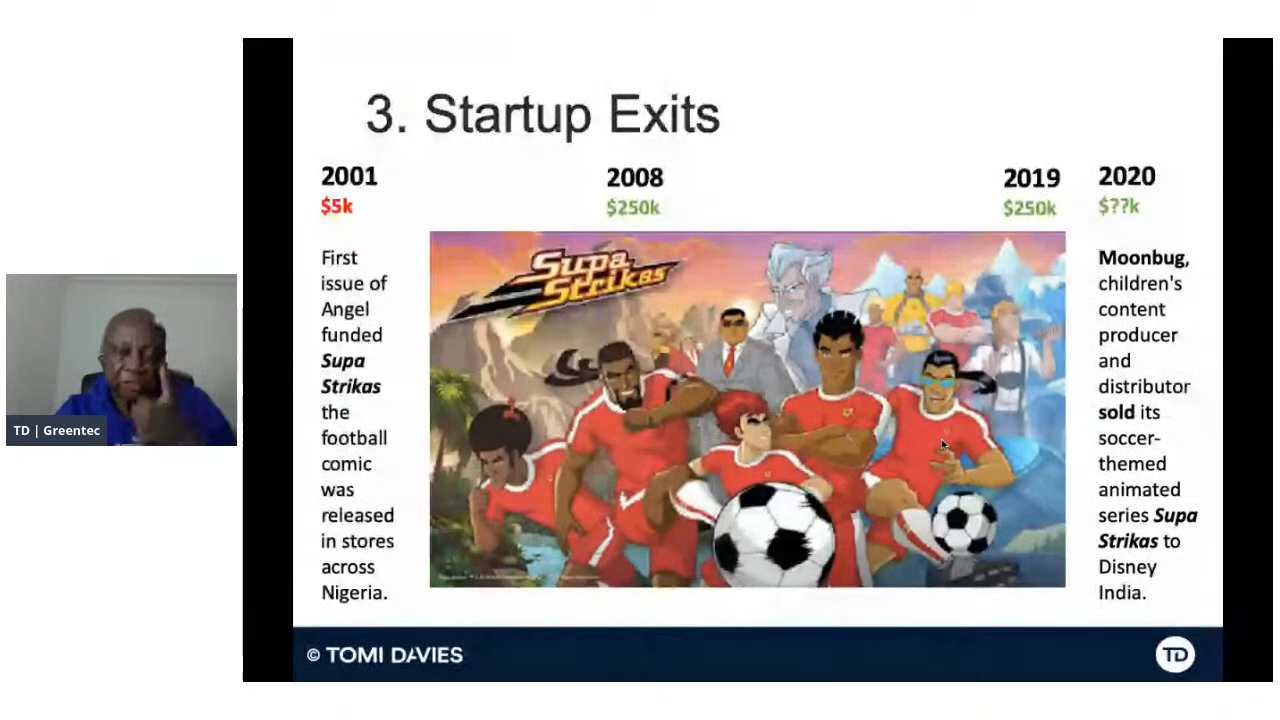 3. Startup Exits
2001
$5k
First
issue of
Angel
funded
Supa
Strikas
the
football
comic
was
released
in stores
across
Nigeria.
2008
$250k
Supa
Strikas
2019
$250k
2020
$??k
Moonbug,
children's
content
producer
and
distributor
sold its
soccer-
themed
animated
series Supa
Strikas to
Disney
India.
TD | Greentec
© TOMI DAVIES
TD